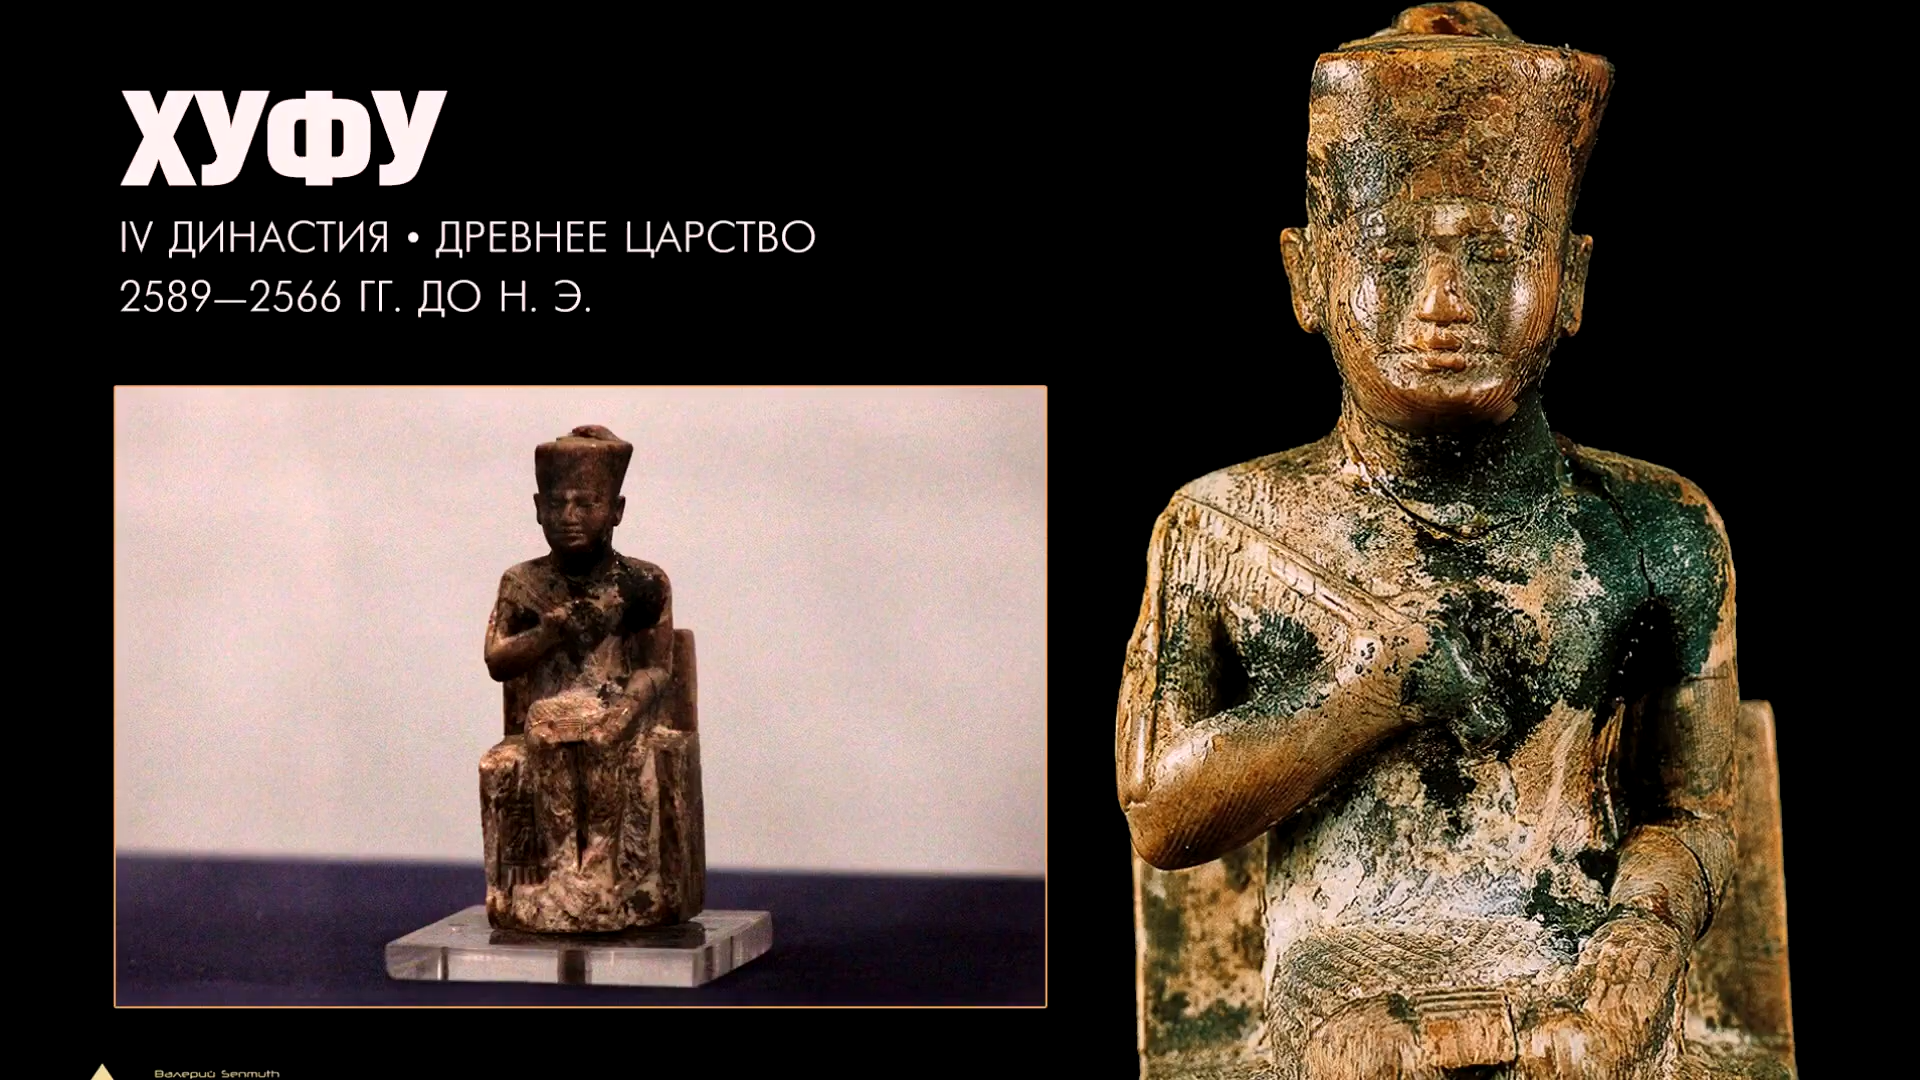 ХУФУ
IV ДИНАСТИЯ • ДРЕВНЕЕ ЦАРСТВО
2589—2566 ГГ. ДО Н. Э.
Валерий Senmuth